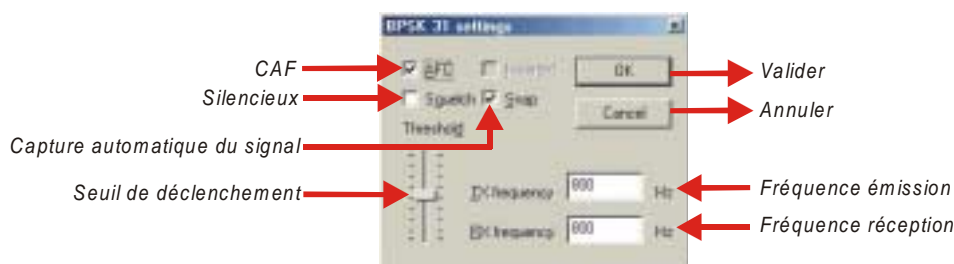 BPSK 31 settings
CAF
AFC
OK
Valider
Silencieux
Squelch
Snap
Cancel
Annuler
Threshold
Capture automatique du signal
Seuil de déclenchement
TX frequency
800
Hz
Fréquence émission
RX frequency
800
Hz
Fréquence réception